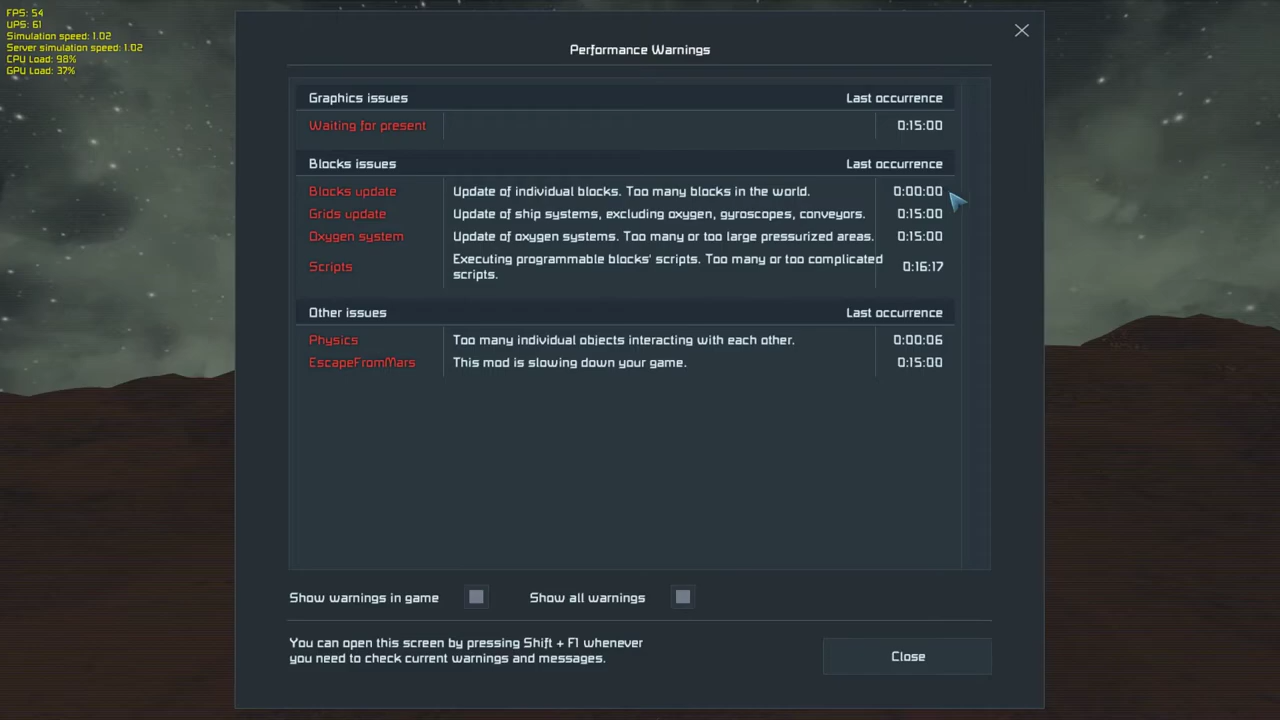 FPS: 54
UPS: 61
Simulation speed: 1.02
Server simulation speed: 1.02
CPU Load: 98%
GPU Load: 37%
Performance Warnings
Graphics issues Last occurrence
Waiting for present 0:15:00
Blocks issues Last occurrence
Blocks update Update of individual blocks. Too many blocks in the world. 0:00:00
Grids update Update of ship systems, excluding oxygen, gyroscopes, conveyors. 0:15:00
Oxygen system Update of oxygen systems. Too many or too large pressurized areas. 0:15:00
Scripts Executing programmable blocks' scripts. Too many or too complicated 0:16:17
scripts.
Other issues Last occurrence
Physics Too many individual objects interacting with each other. 0:00:06
EscapeFromMars This mod is slowing down your game. 0:15:00
Show warnings in game Show all warnings
You can open this screen by pressing Shift + F1 whenever
you need to check current warnings and messages.
Close